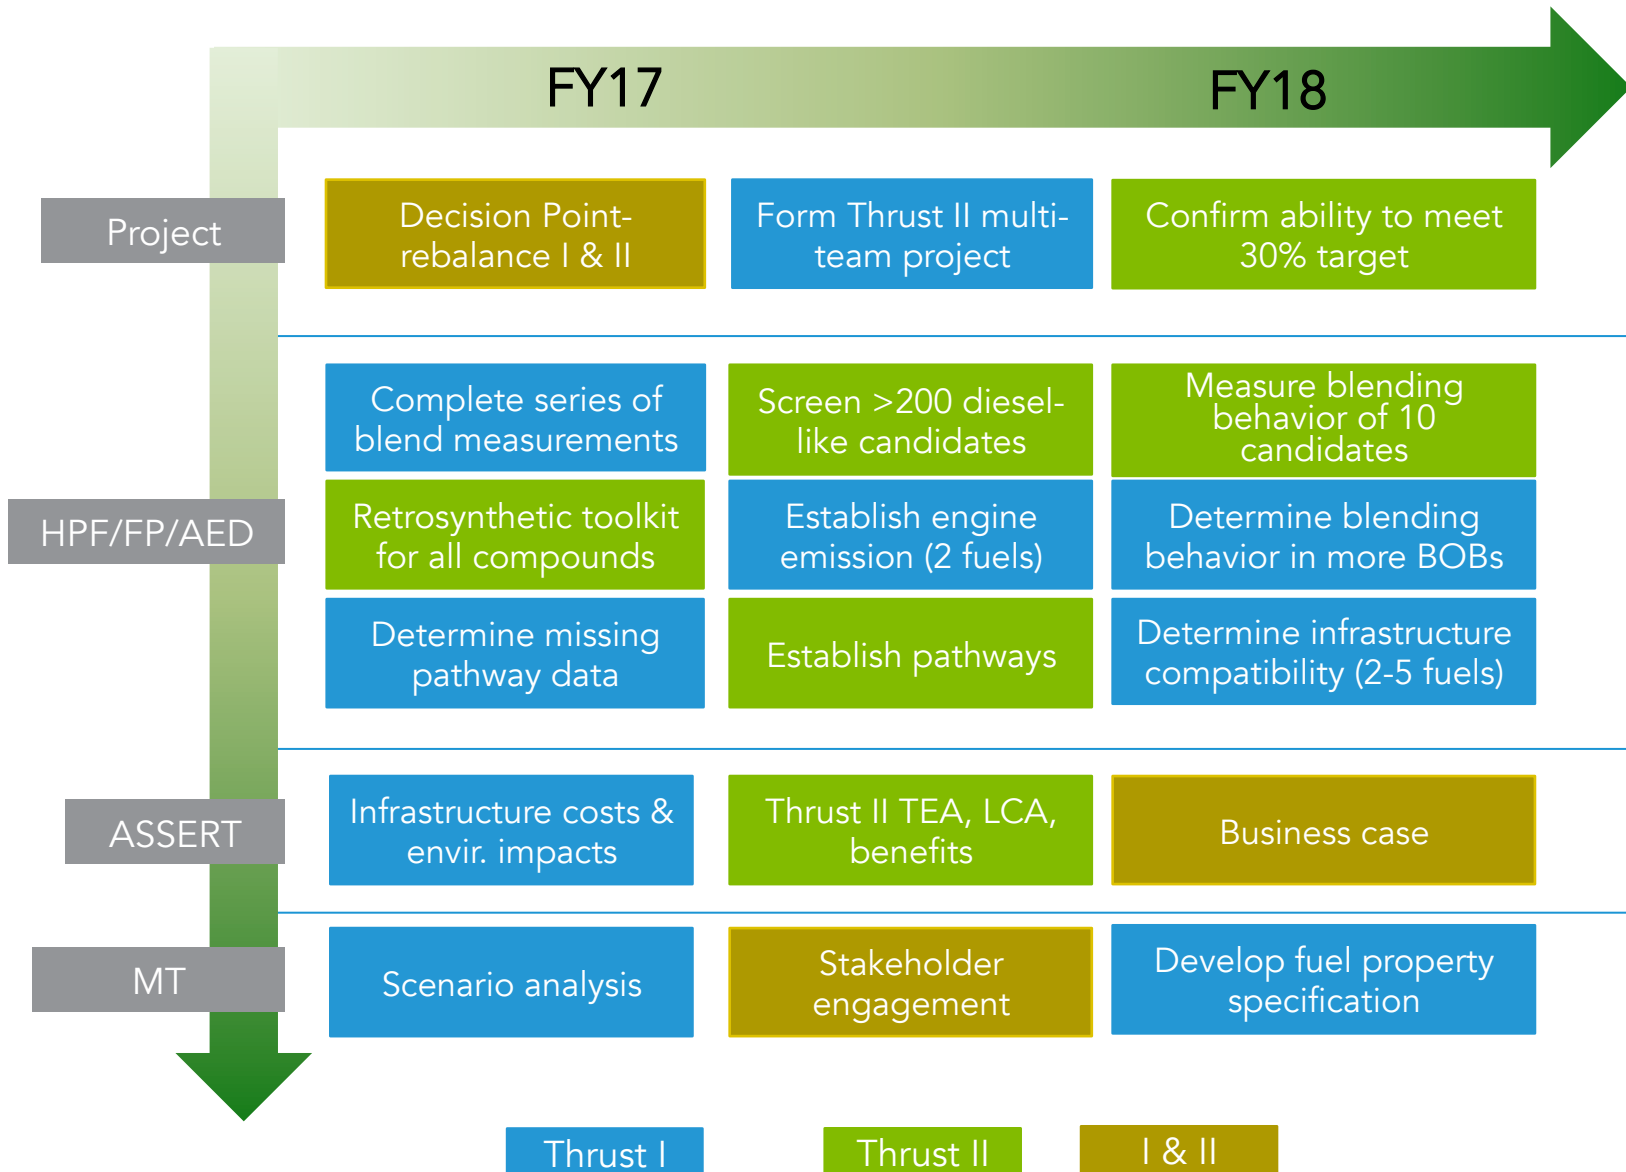 FY17
FY18
Project
Decision Point-
rebalance I & II
Form Thrust II multi-
team project
Confirm ability to meet
30% target
HPF/FP/AED
Complete series of
blend measurements
Screen >200 diesel-
like candidates
Measure blending
behavior of 10
candidates
Retrosynthetic toolkit
for all compounds
Establish engine
emission (2 fuels)
Determine blending
behavior in more BOBs
Determine missing
pathway data
Establish pathways
Determine infrastructure
compatibility (2-5 fuels)
ASSERT
Infrastructure costs &
envir. impacts
Thrust II TEA, LCA,
benefits
Business case
MT
Scenario analysis
Stakeholder
engagement
Develop fuel property
specification
Thrust I
Thrust II
I & II